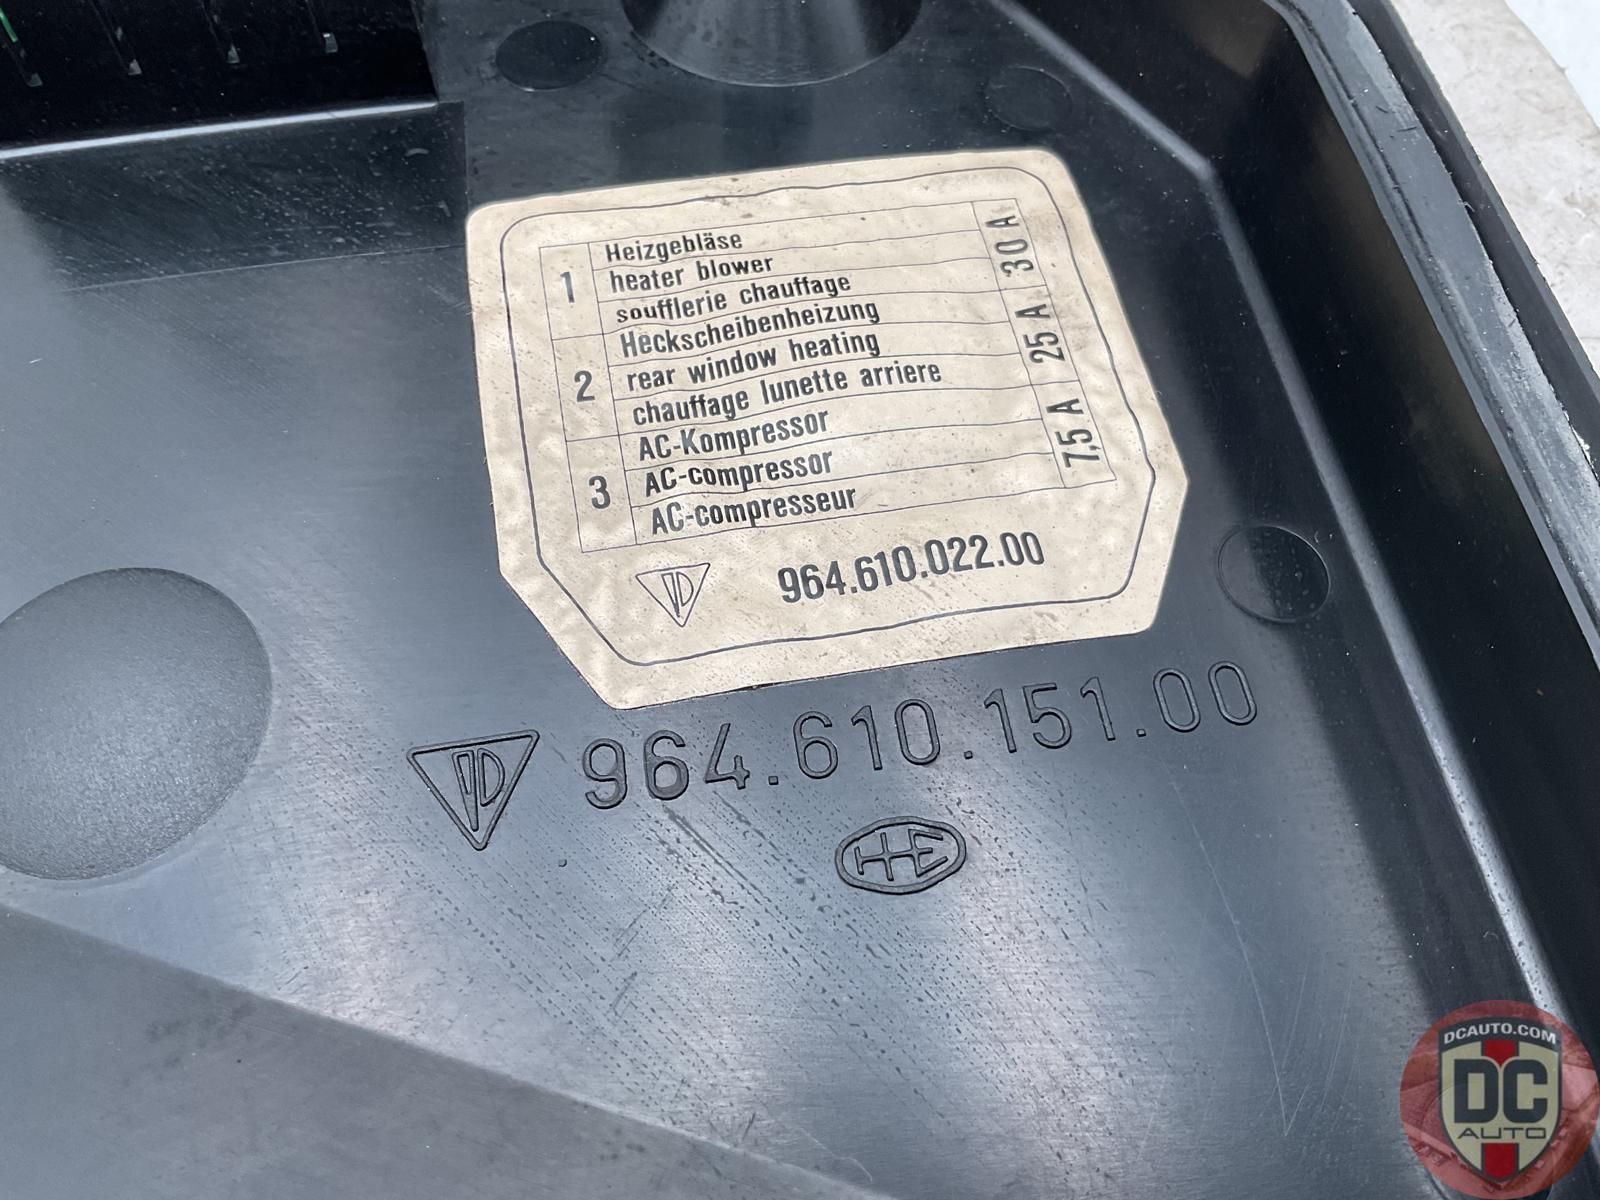 1
Heizgebläse
heater blower
soufflerie chauffage
30 A
2
Heckscheibenheizung
rear window heating
chauffage lunette arriere
25 A
3
AC-Kompressor
AC-compressor
AC-compresseur
7,5 A
964.610.022.00
964.610.151.00
HE
DCAUTO.COM
DC
AUTO